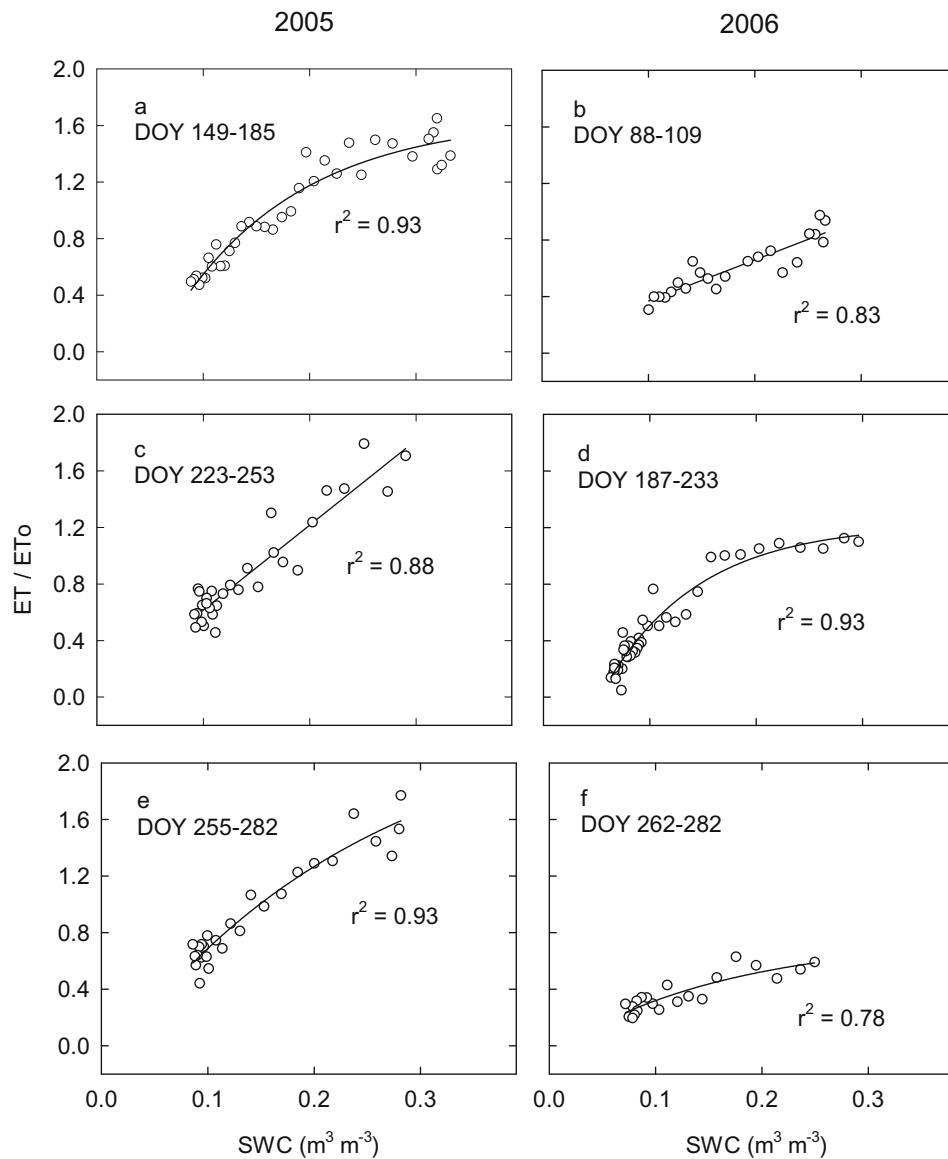 2005
2006
2.0
1.6
1.2
0.8
0.4
0.0
a
DOY 149-185
r² = 0.93
b
DOY 88-109
r² = 0.83
2.0
1.6
1.2
0.8
0.4
0.0
ET / ETo
c
DOY 223-253
r² = 0.88
d
DOY 187-233
r² = 0.93
2.0
1.6
1.2
0.8
0.4
0.0
e
DOY 255-282
r² = 0.93
f
DOY 262-282
r² = 0.78
0.0 0.1 0.2 0.3
0.0 0.1 0.2 0.3
SWC (m³ m⁻³)
SWC (m³ m⁻³)